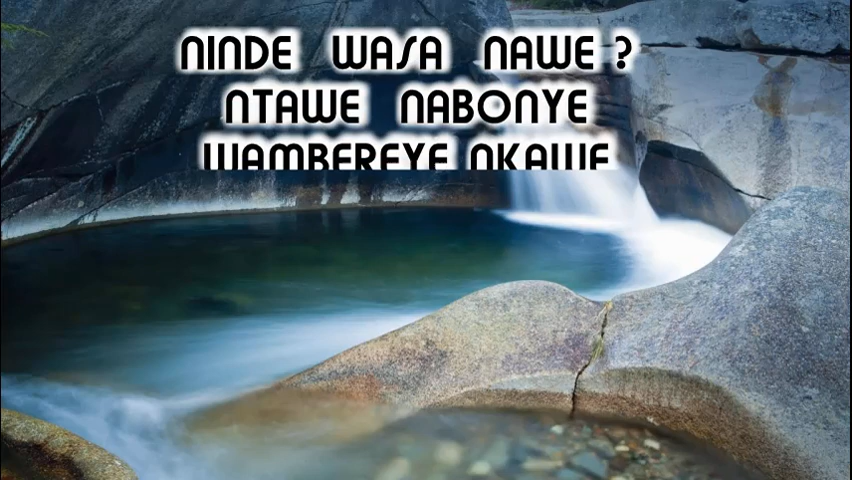 NINDE WASA NAWE ?
NTAWE NABONYE
WAMBEREYE NKAWE